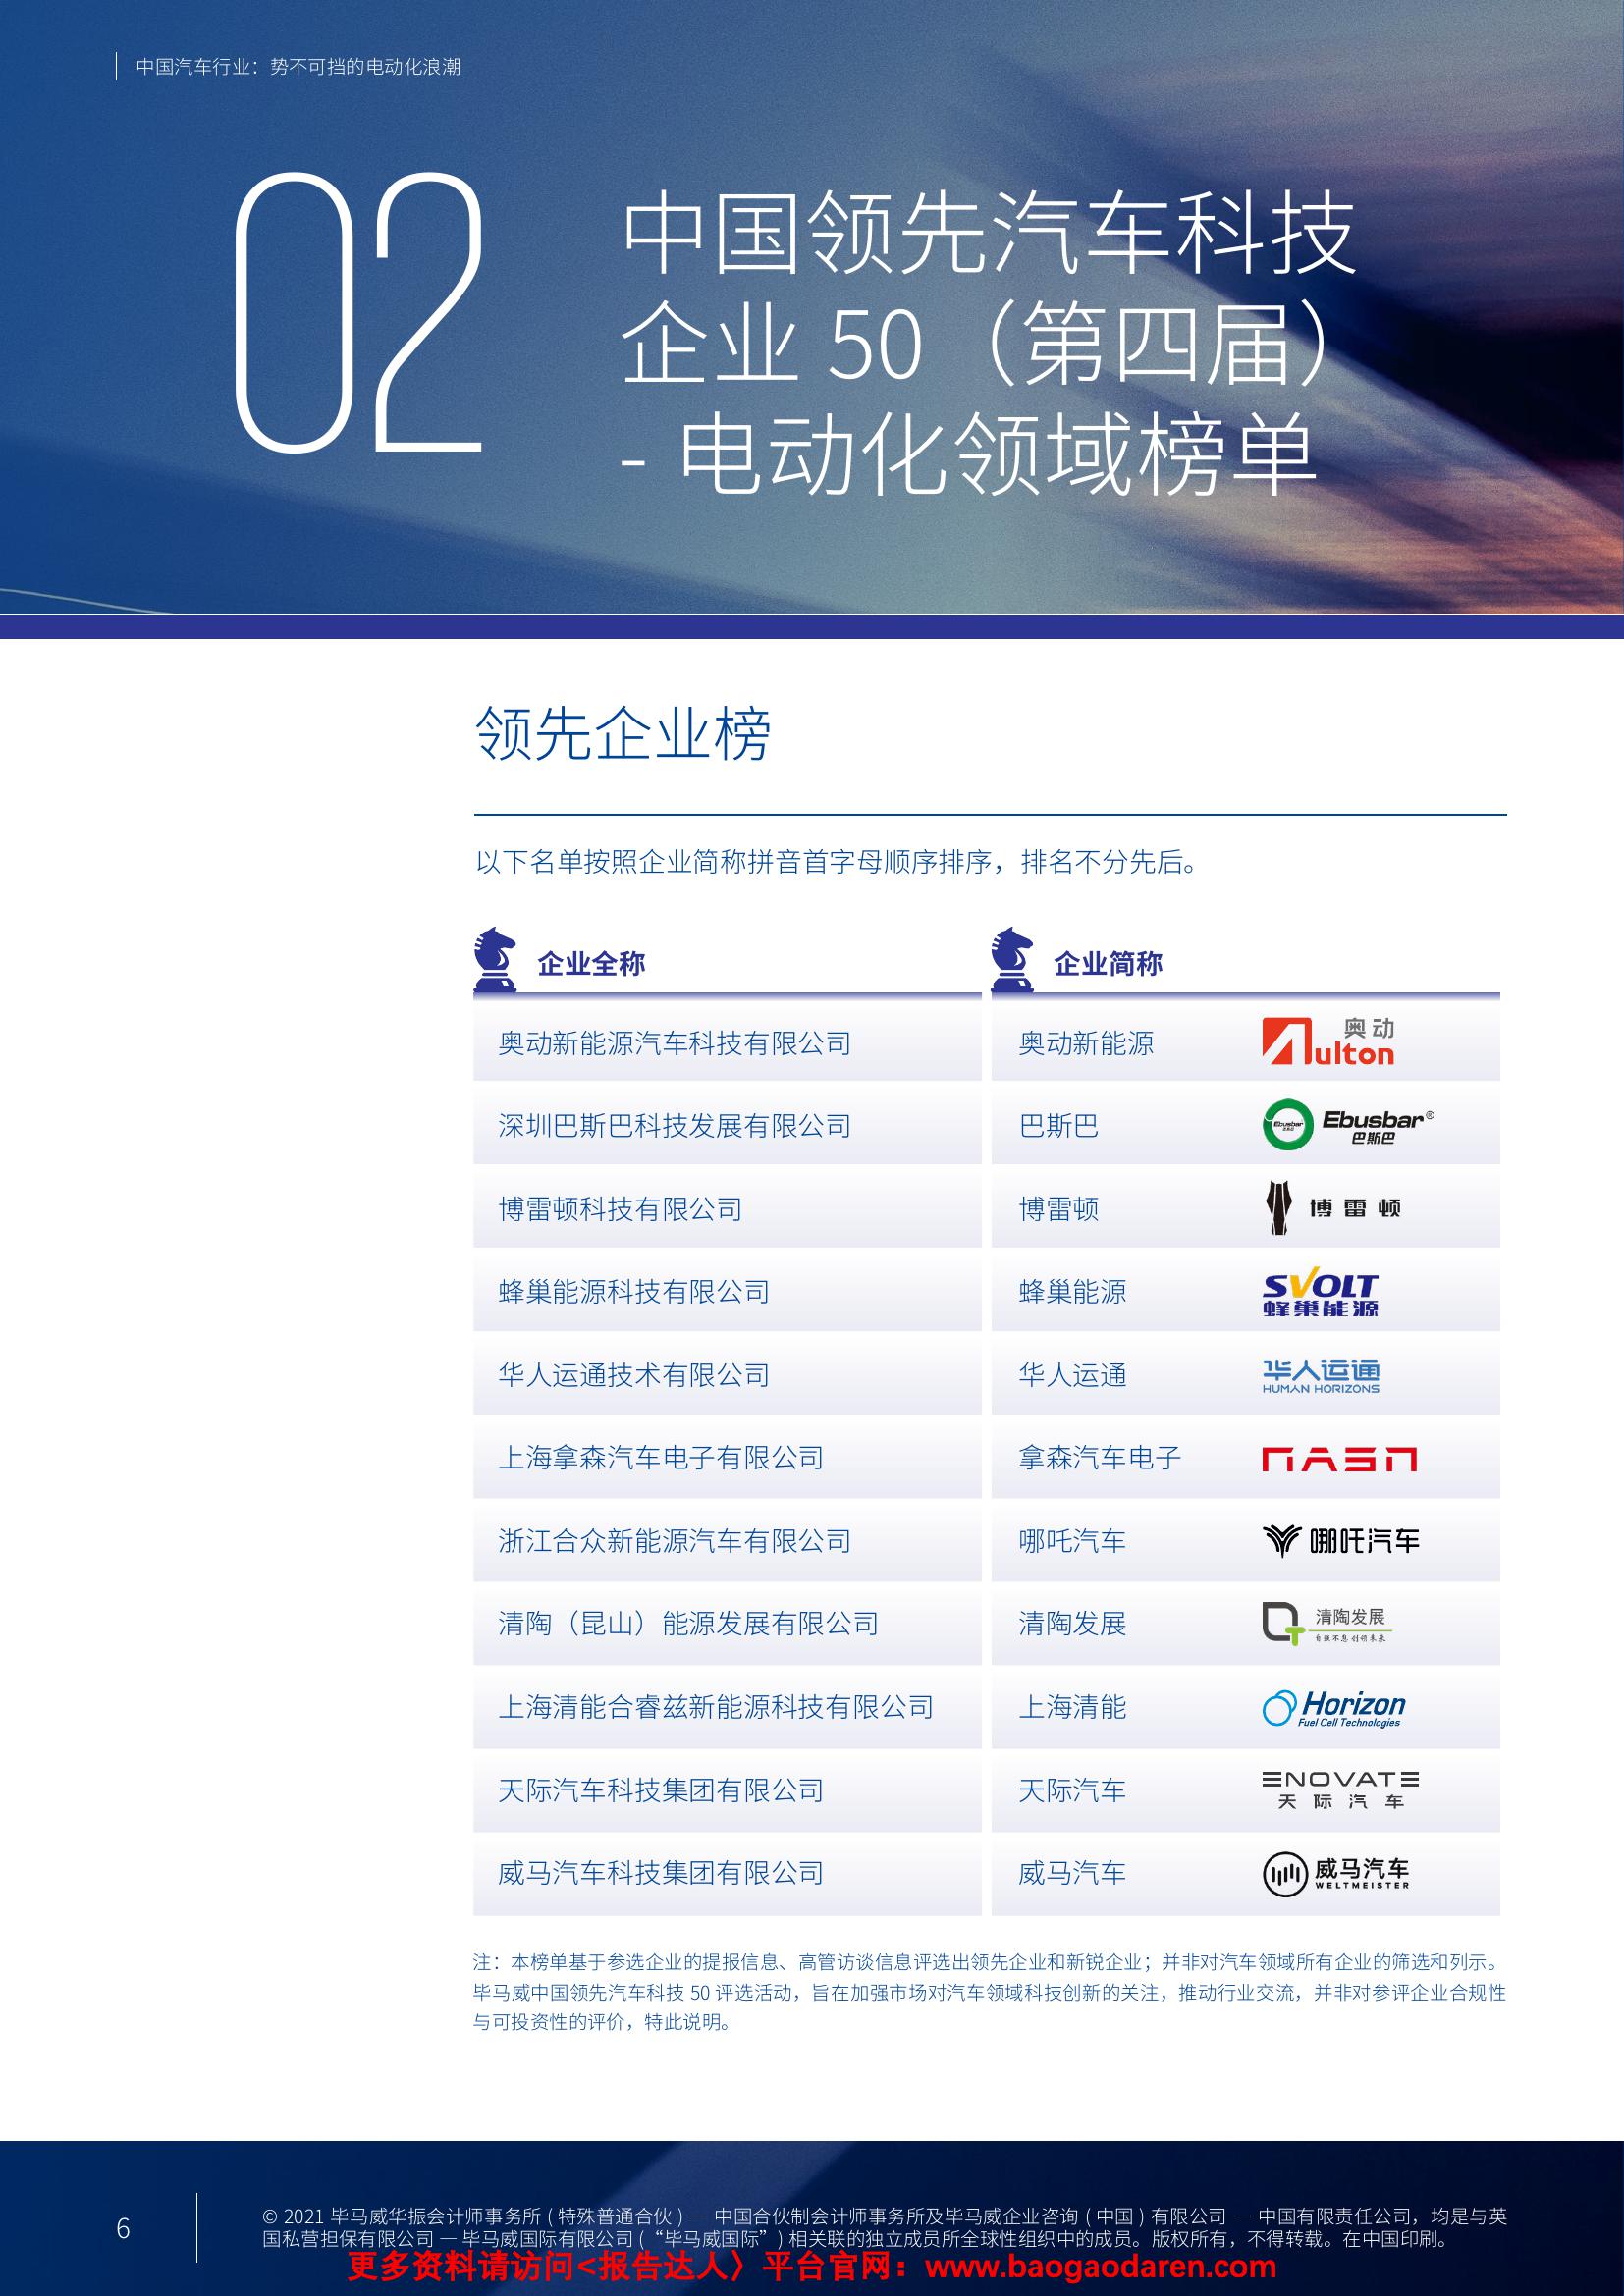 中国汽车行业：势不可挡的电动化浪潮
02
中国领先汽车科技
企业 50（第四届）
- 电动化领域榜单
领先企业榜
以下名单按照企业简称拼音首字母顺序排序，排名不分先后。
企业全称 企业简称
奥动新能源汽车科技有限公司 奥动新能源 奥动 Aulton
深圳巴斯巴科技发展有限公司 巴斯巴 Ebusbar Ebusbar® 巴斯巴
博雷顿科技有限公司 博雷顿 博雷顿
蜂巢能源科技有限公司 蜂巢能源 SVOLT 蜂巢能源
华人运通技术有限公司 华人运通 华人运通 HUMAN HORIZONS
上海拿森汽车电子有限公司 拿森汽车电子 NASN
浙江合众新能源汽车有限公司 哪吒汽车 哪吒汽车
清陶（昆山）能源发展有限公司 清陶发展 清陶发展 自强不息 创领未来
上海清能合睿兹新能源科技有限公司 上海清能 Horizon Fuel Cell Technologies
天际汽车科技集团有限公司 天际汽车 ENOVATE 天际汽车
威马汽车科技集团有限公司 威马汽车 威马汽车 WELTMEISTER
注：本榜单基于参选企业的提报信息、高管访谈信息评选出领先企业和新锐企业；并非对汽车领域所有企业的筛选和列示。
毕马威中国领先汽车科技 50 评选活动，旨在加强市场对汽车领域科技创新的关注，推动行业交流，并非对参评企业合规性
与可投资性的评价，特此说明。
6
© 2021 毕马威华振会计师事务所 ( 特殊普通合伙 ) — 中国合伙制会计师事务所及毕马威企业咨询 ( 中国 ) 有限公司 — 中国有限责任公司，均是与英
国私营担保有限公司 — 毕马威国际有限公司 (“毕马威国际”) 相关联的独立成员所全球性组织中的成员。版权所有，不得转载。在中国印刷。
更多资料请访问<报告达人〉平台官网：www.baogaodaren.com